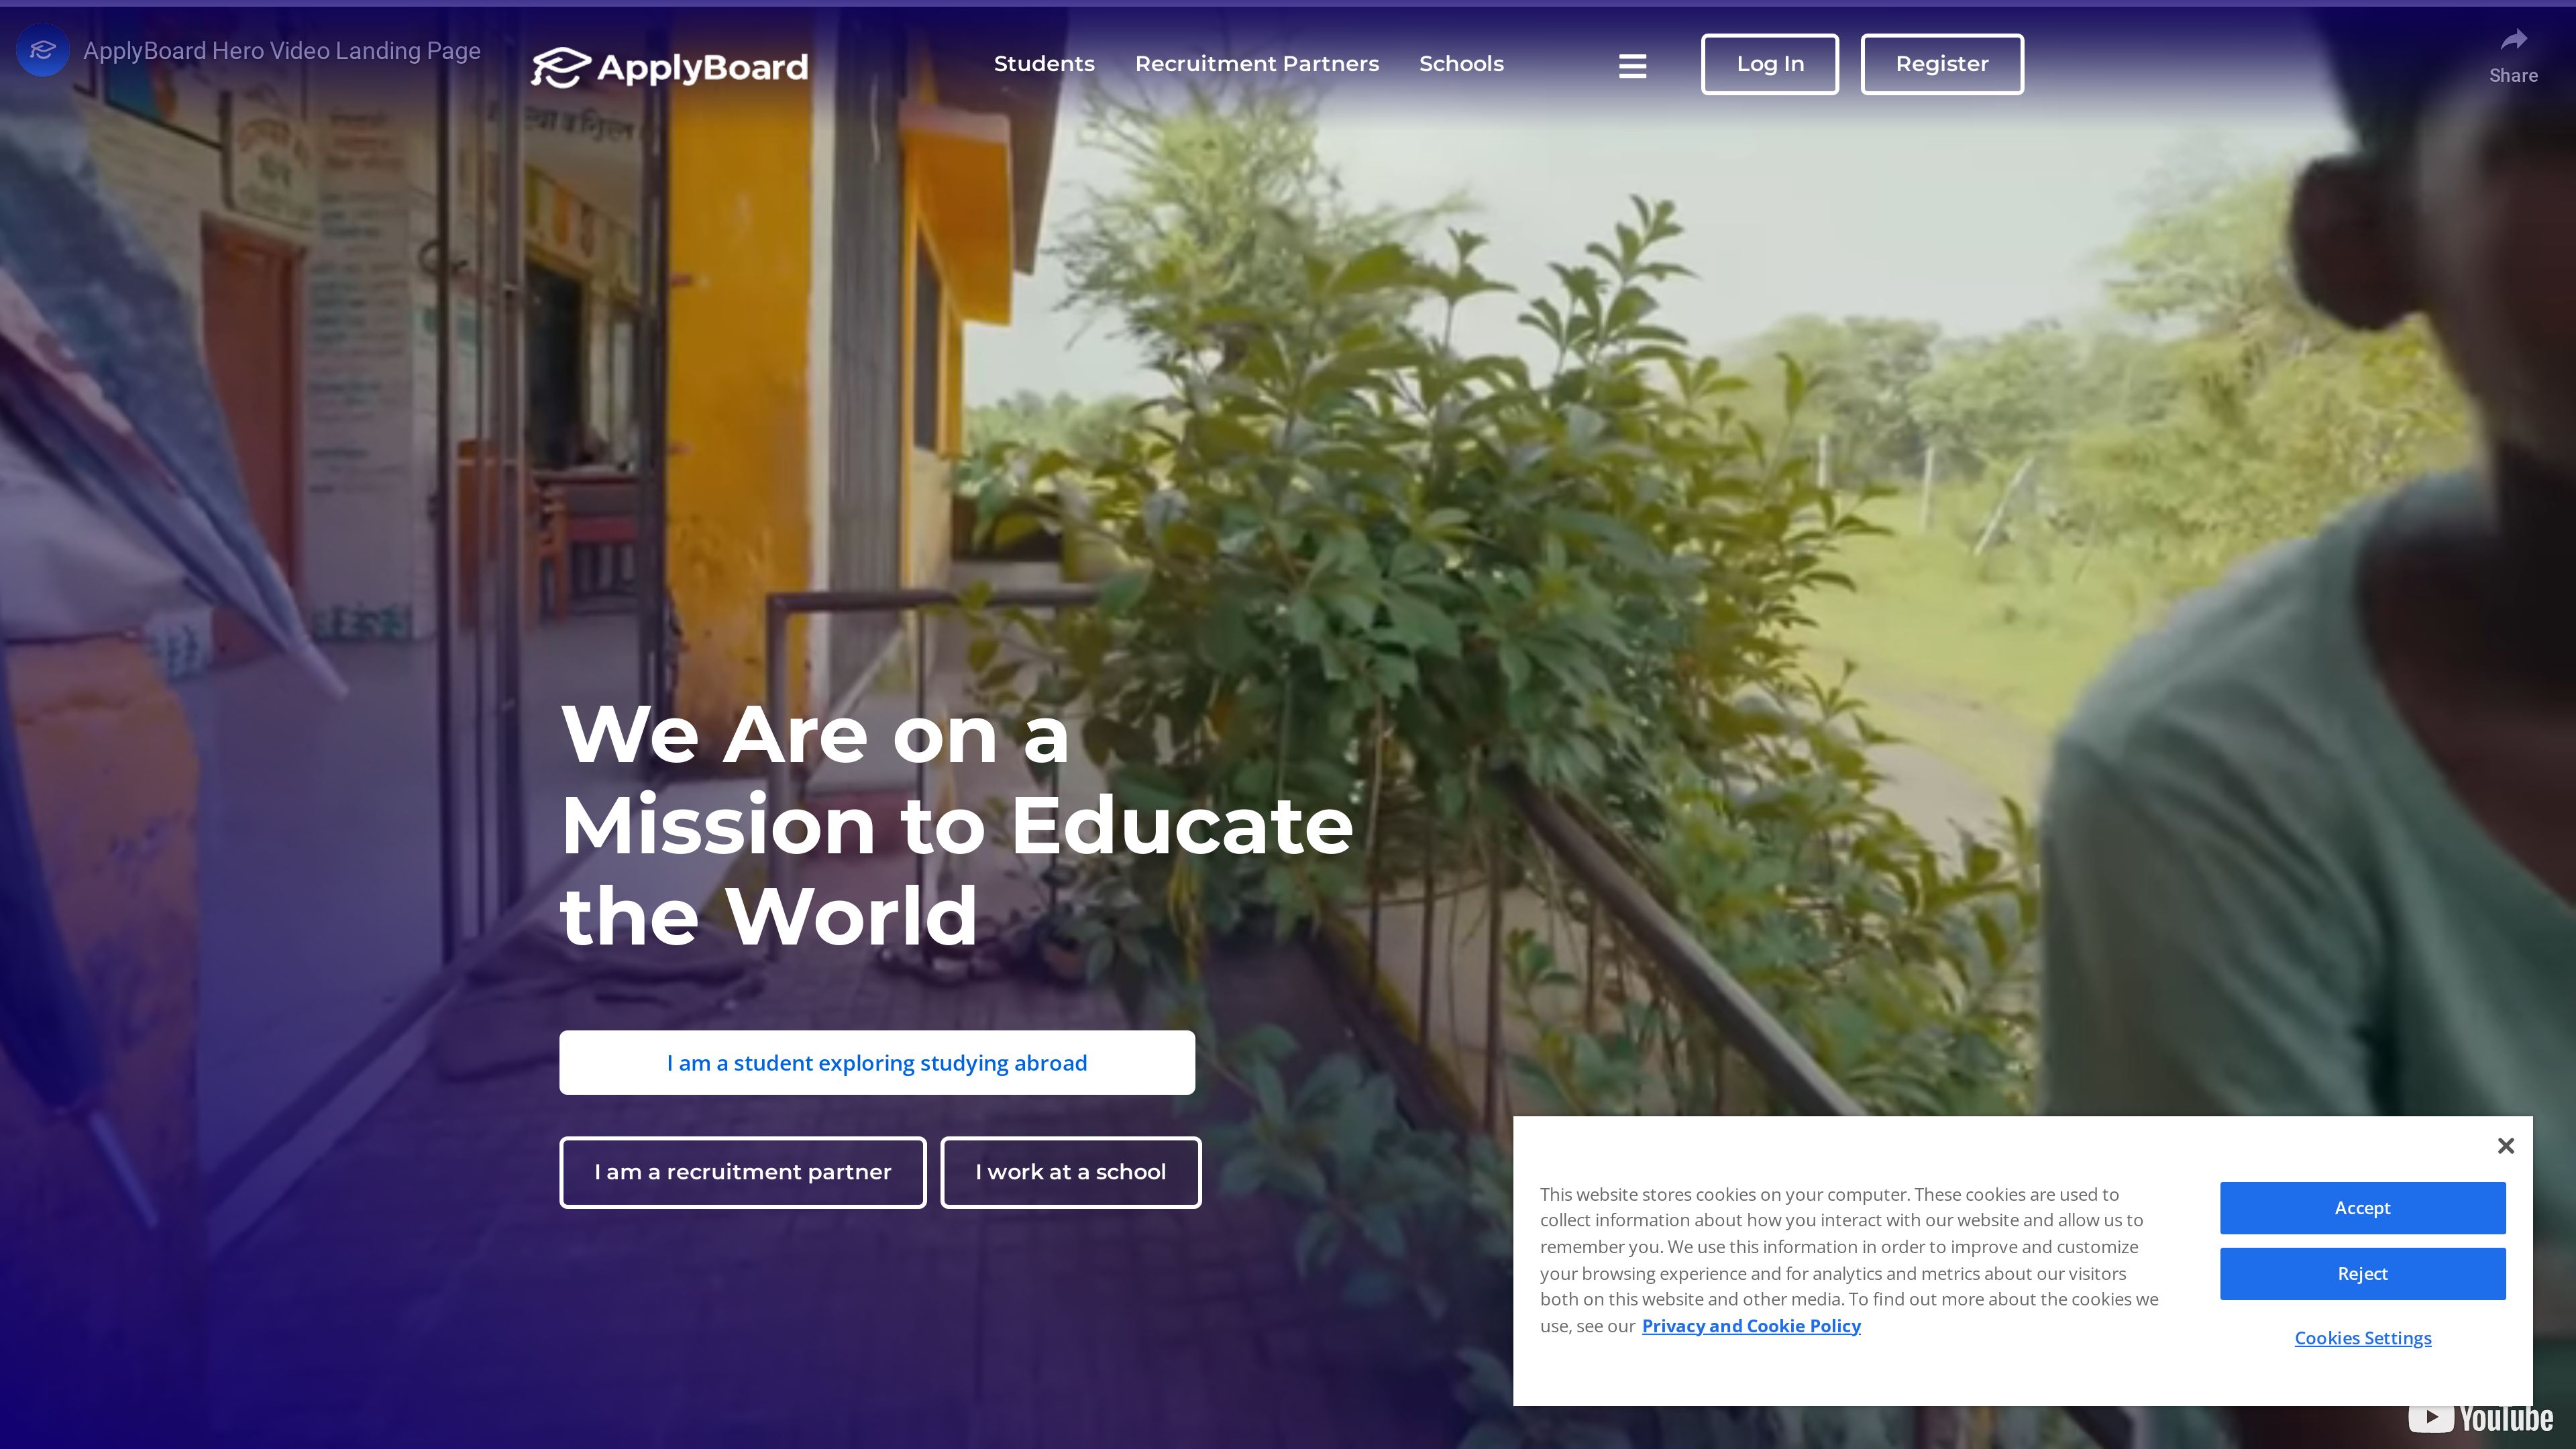 ApplyBoard Hero Video Landing Page
ApplyBoard
Students
Recruitment Partners
Schools
Log In
Register
Share
We Are on a
Mission to Educate
the World
I am a student exploring studying abroad
I am a recruitment partner
I work at a school
This website stores cookies on your computer. These cookies are used to
collect information about how you interact with our website and allow us to
remember you. We use this information in order to improve and customize
your browsing experience and for analytics and metrics about our visitors
both on this website and other media. To find out more about the cookies we
use, see our Privacy and Cookie Policy
Accept
Reject
Cookies Settings
YouTube